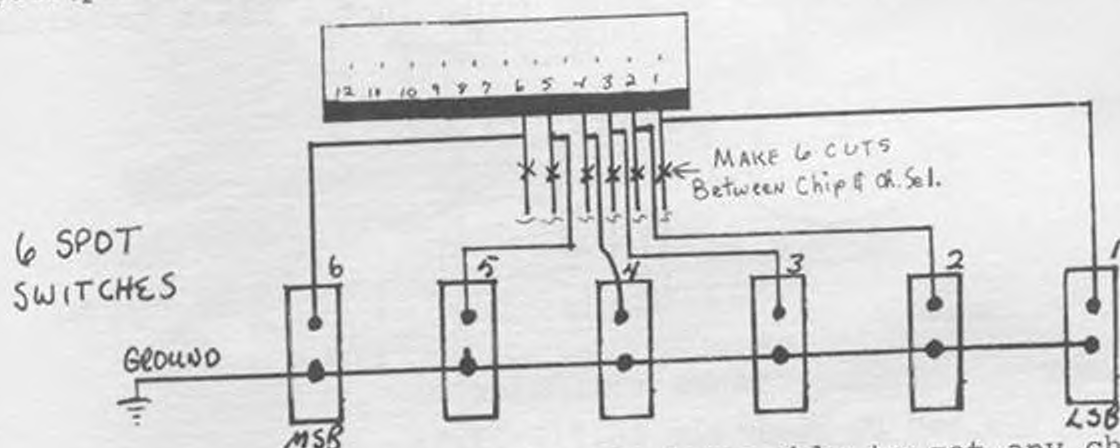 12 11 10 9 8 7 6 5 4 3 2 1
MAKE 6 CUTS
Between Chip & Ch. Sel.
6 SPDT
SWITCHES
6 5 4 3 2 1
GROUND
MSB LSB